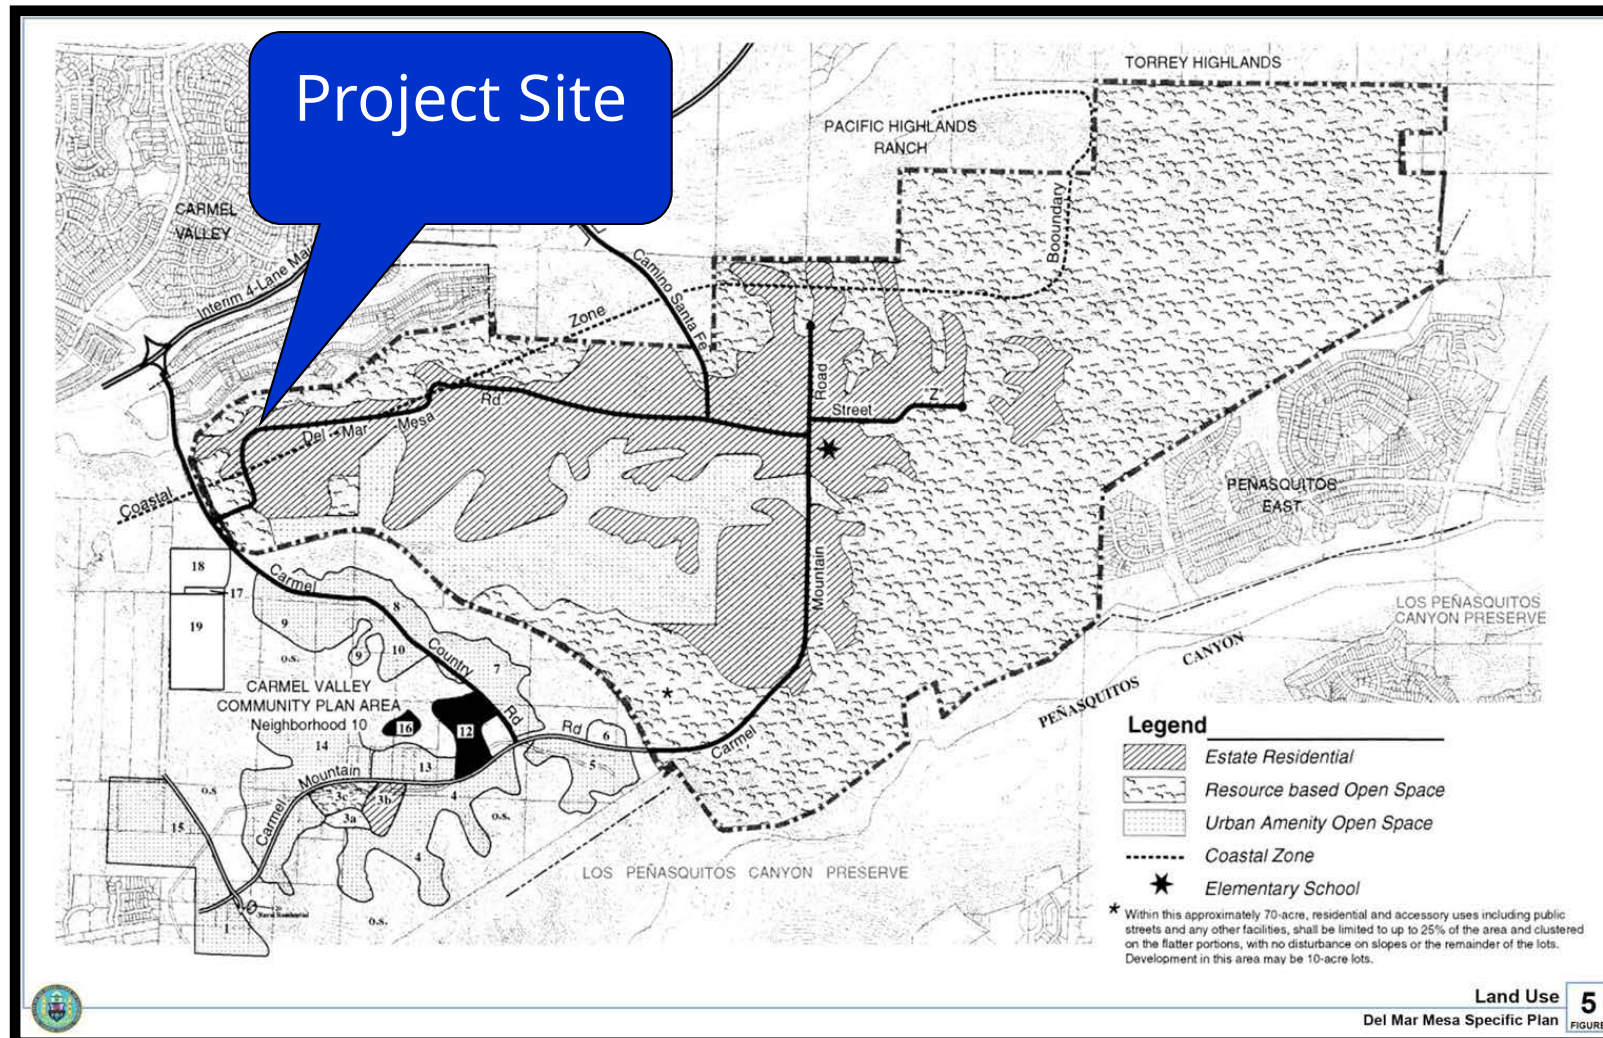 Project Site
TORREY HIGHLANDS
PACIFIC HIGHLANDS
RANCH
CARMEL
VALLEY
Interim 4-Lane
Camino Santa Fe
Booundary
Zone
Road
Rd
"Z"
Street
Del Mar Mesa
Coastal
PEÑASQUITOS
EAST
Mountain
18
17
19
Carmel
8
9
10
9
o.s.
Country
7
LOS PEÑASQUITOS
CANYON PRESERVE
CANYON
PEÑASQUITOS
CARMEL VALLEY
COMMUNITY PLAN AREA
Neighborhood 10
*
Rd
16
12
14
Rd
6
Carmel
5
13
Mountain
o.s
3c
3b
4
3a
o.s.
15
Carmel
4
LOS PEÑASQUITOS CANYON PRESERVE
Rural Residential
1
o.s.
Legend
Estate Residential
Resource based Open Space
Urban Amenity Open Space
Coastal Zone
Elementary School
* Within this approximately 70-acre, residential and accessory uses including public
streets and any other facilities, shall be limited to up to 25% of the area and clustered
on the flatter portions, with no disturbance on slopes or the remainder of the lots.
Development in this area may be 10-acre lots.
Land Use
Del Mar Mesa Specific Plan
5
FIGURE